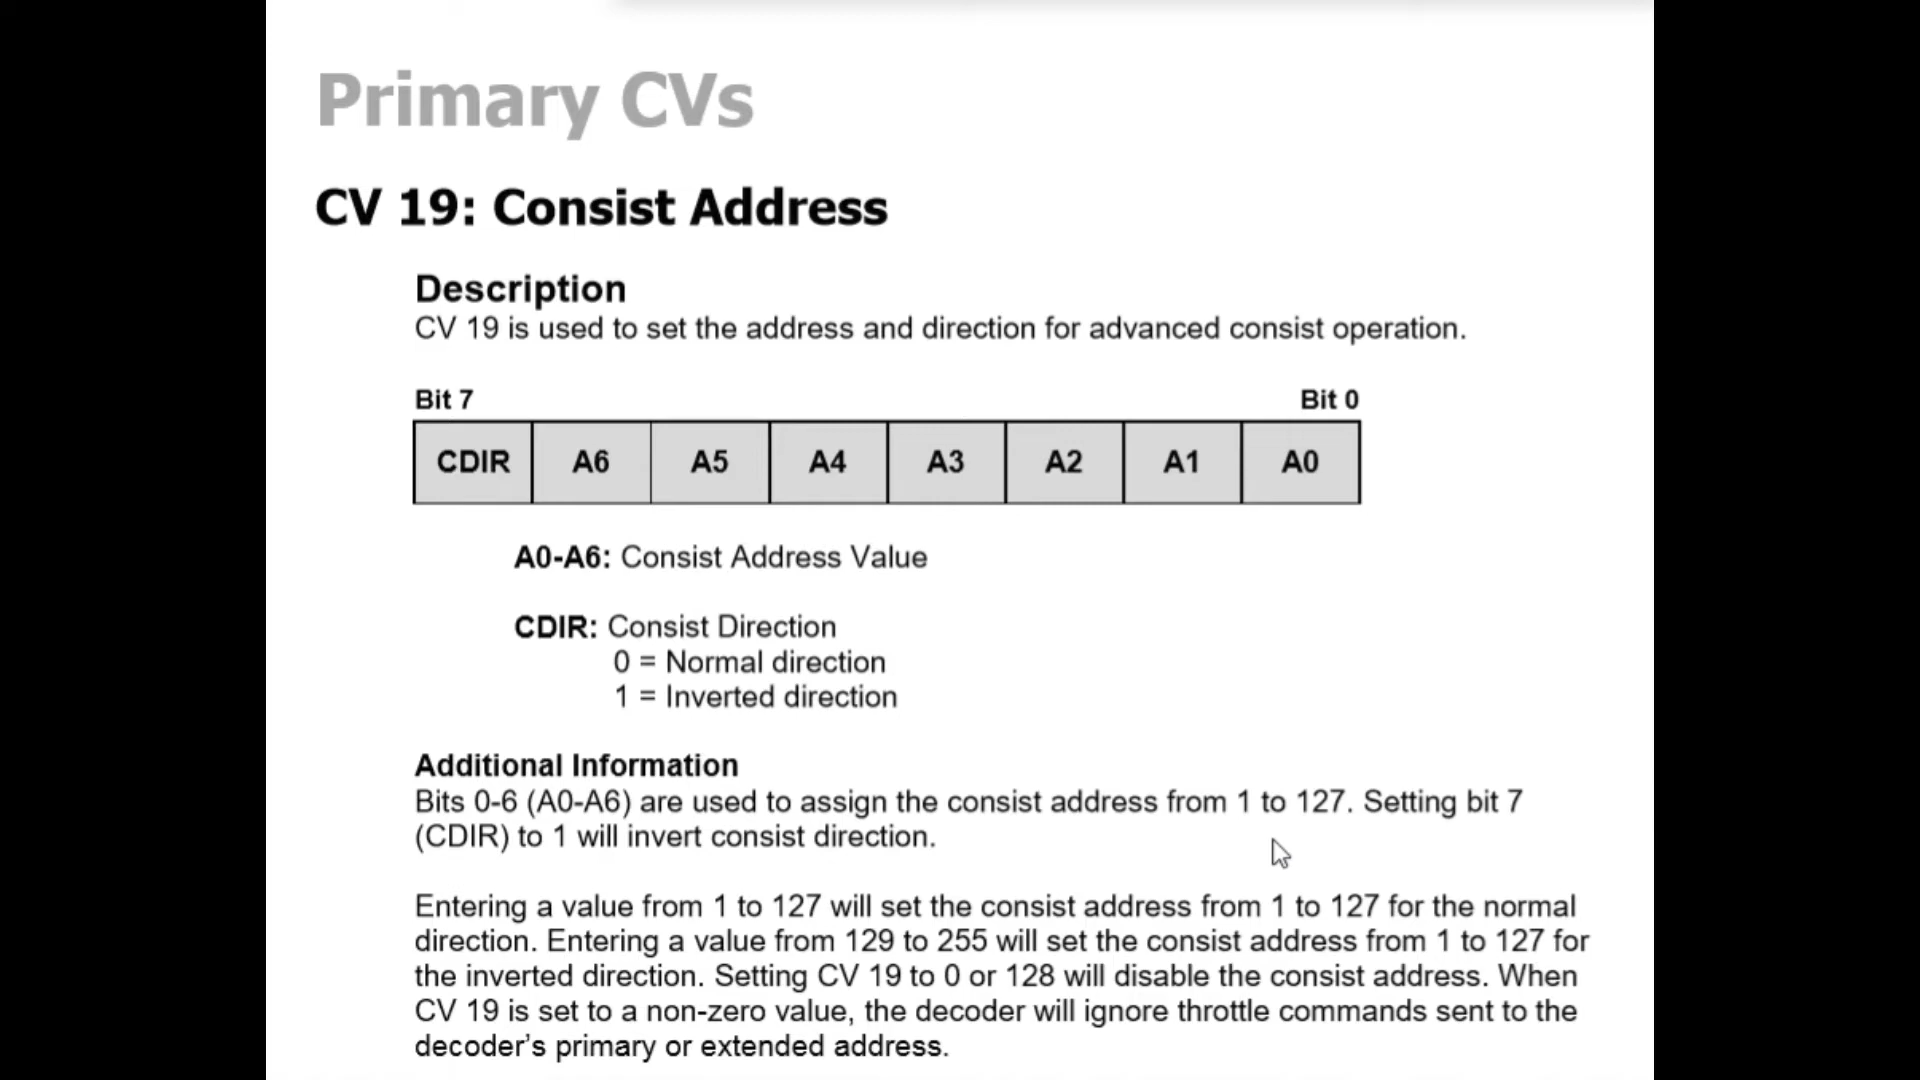 Primary CVs
CV 19: Consist Address
Description
CV 19 is used to set the address and direction for advanced consist operation.
Bit 7 Bit 0
CDIR A6 A5 A4 A3 A2 A1 A0
A0-A6: Consist Address Value
CDIR: Consist Direction
0 = Normal direction
1 = Inverted direction
Additional Information
Bits 0-6 (A0-A6) are used to assign the consist address from 1 to 127. Setting bit 7
(CDIR) to 1 will invert consist direction.
Entering a value from 1 to 127 will set the consist address from 1 to 127 for the normal
direction. Entering a value from 129 to 255 will set the consist address from 1 to 127 for
the inverted direction. Setting CV 19 to 0 or 128 will disable the consist address. When
CV 19 is set to a non-zero value, the decoder will ignore throttle commands sent to the
decoder’s primary or extended address.